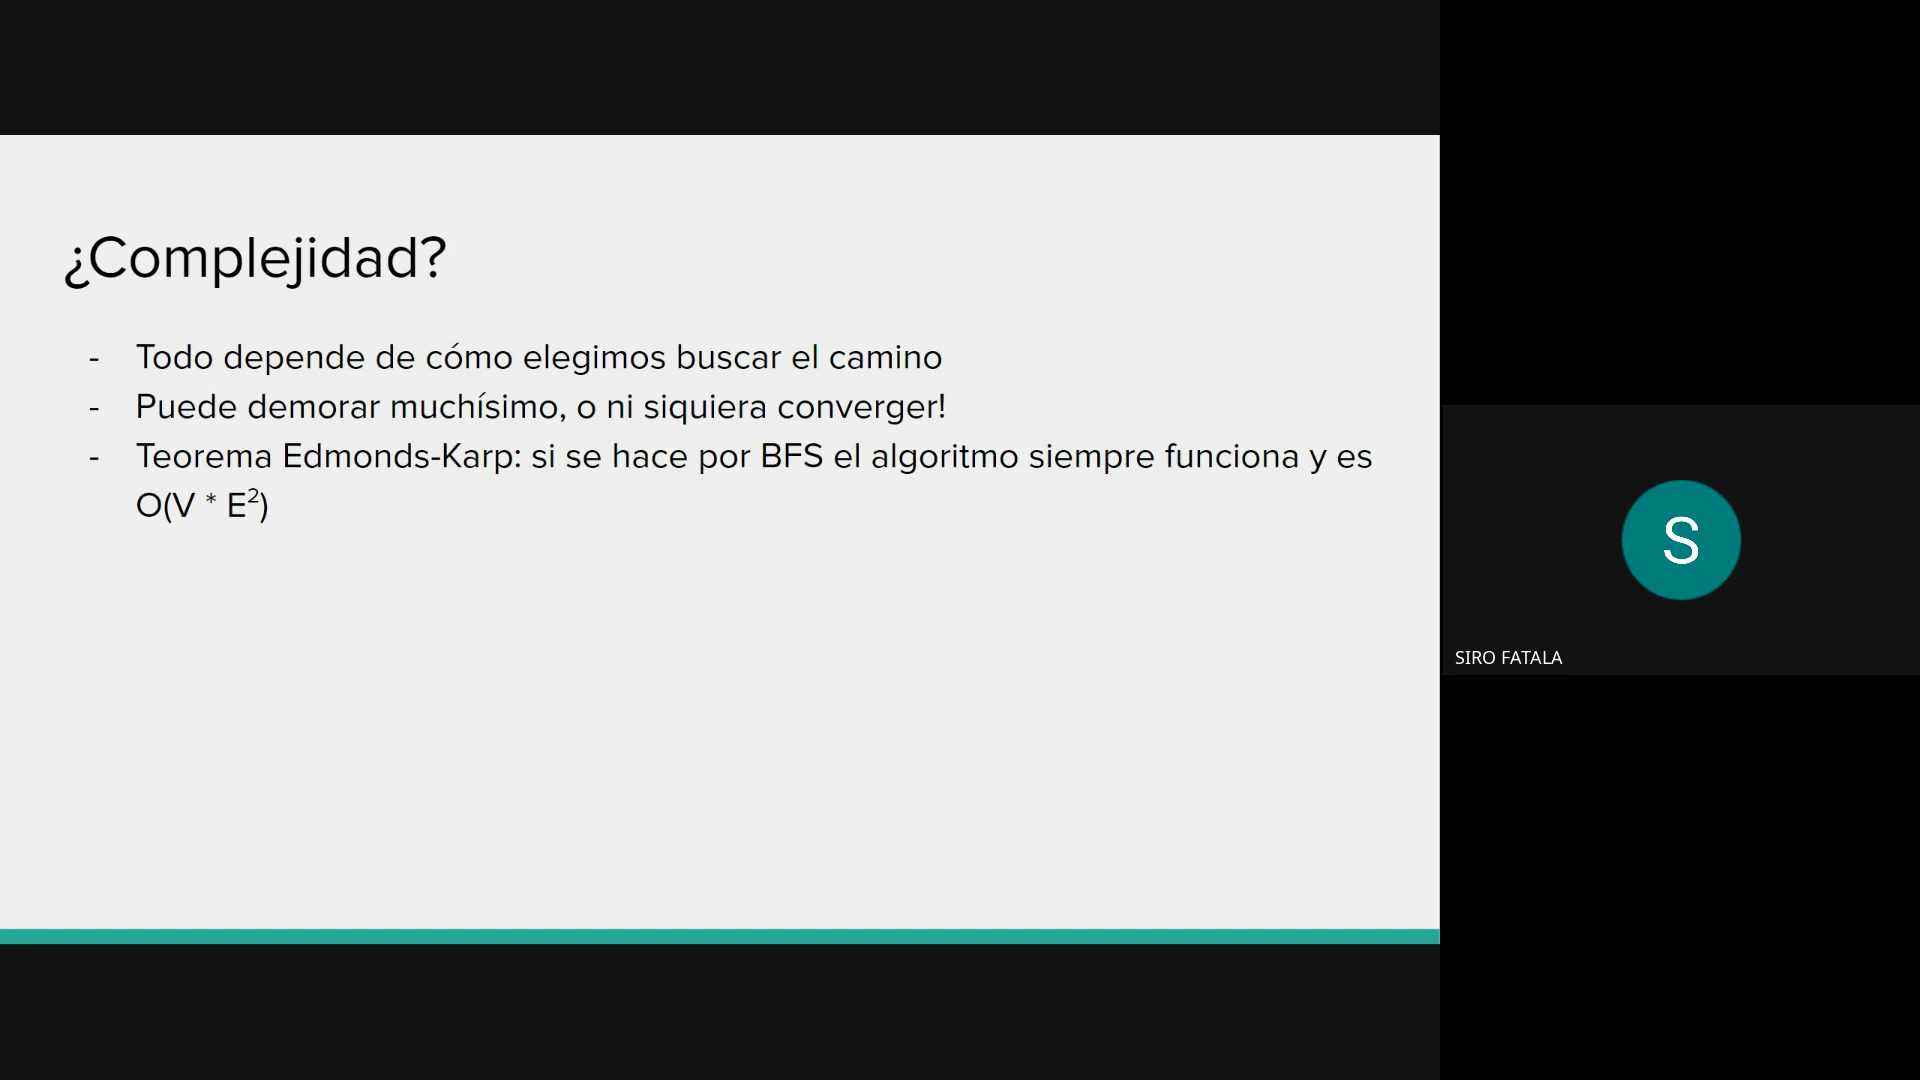 ¿Complejidad?
- Todo depende de cómo elegimos buscar el camino
- Puede demorar muchísimo, o ni siquiera converger!
- Teorema Edmonds-Karp: si se hace por BFS el algoritmo siempre funciona y es
O(V * E²)
S
SIRO FATALA